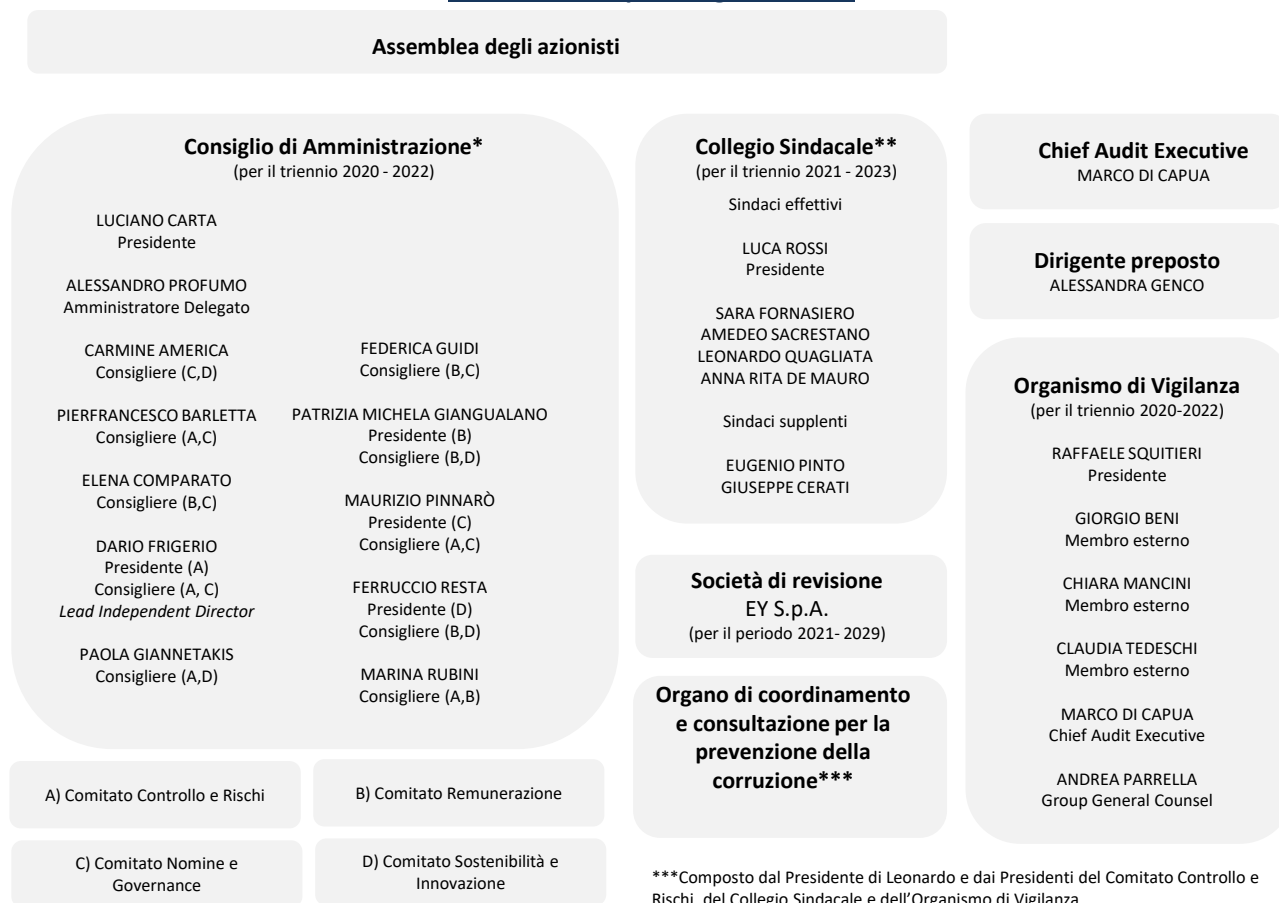 Assemblea degli azionisti
Consiglio di Amministrazione*
(per il triennio 2020 - 2022)
LUCIANO CARTA
Presidente
ALESSANDRO PROFUMO
Amministratore Delegato
CARMINE AMERICA
Consigliere (C,D)
PIERFRANCESCO BARLETTA
Consigliere (A,C)
ELENA COMPARATO
Consigliere (B,C)
DARIO FRIGERIO
Presidente (A)
Consigliere (A, C)
Lead Independent Director
PAOLA GIANNETAKIS
Consigliere (A,D)
FEDERICA GUIDI
Consigliere (B,C)
PATRIZIA MICHELA GIANGUALANO
Presidente (B)
Consigliere (B,D)
MAURIZIO PINNARÒ
Presidente (C)
Consigliere (A,C)
FERRUCCIO RESTA
Presidente (D)
Consigliere (B,D)
MARINA RUBINI
Consigliere (A,B)
A) Comitato Controllo e Rischi
B) Comitato Remunerazione
C) Comitato Nomine e
Governance
D) Comitato Sostenibilità e
Innovazione
Collegio Sindacale**
(per il triennio 2021 - 2023)
Sindaci effettivi
LUCA ROSSI
Presidente
SARA FORNASIERO
AMEDEO SACRESTANO
LEONARDO QUAGLIATA
ANNA RITA DE MAURO
Sindaci supplenti
EUGENIO PINTO
GIUSEPPE CERATI
Società di revisione
EY S.p.A.
(per il periodo 2021- 2029)
Organo di coordinamento
e consultazione per la
prevenzione della
corruzione***
Chief Audit Executive
MARCO DI CAPUA
Dirigente preposto
ALESSANDRA GENCO
Organismo di Vigilanza
(per il triennio 2020-2022)
RAFFAELE SQUITIERI
Presidente
GIORGIO BENI
Membro esterno
CHIARA MANCINI
Membro esterno
CLAUDIA TEDESCHI
Membro esterno
MARCO DI CAPUA
Chief Audit Executive
ANDREA PARRELLA
Group General Counsel
***Composto dal Presidente di Leonardo e dai Presidenti del Comitato Controllo e
Rischi, del Collegio Sindacale e dell'Organismo di Vigilanza